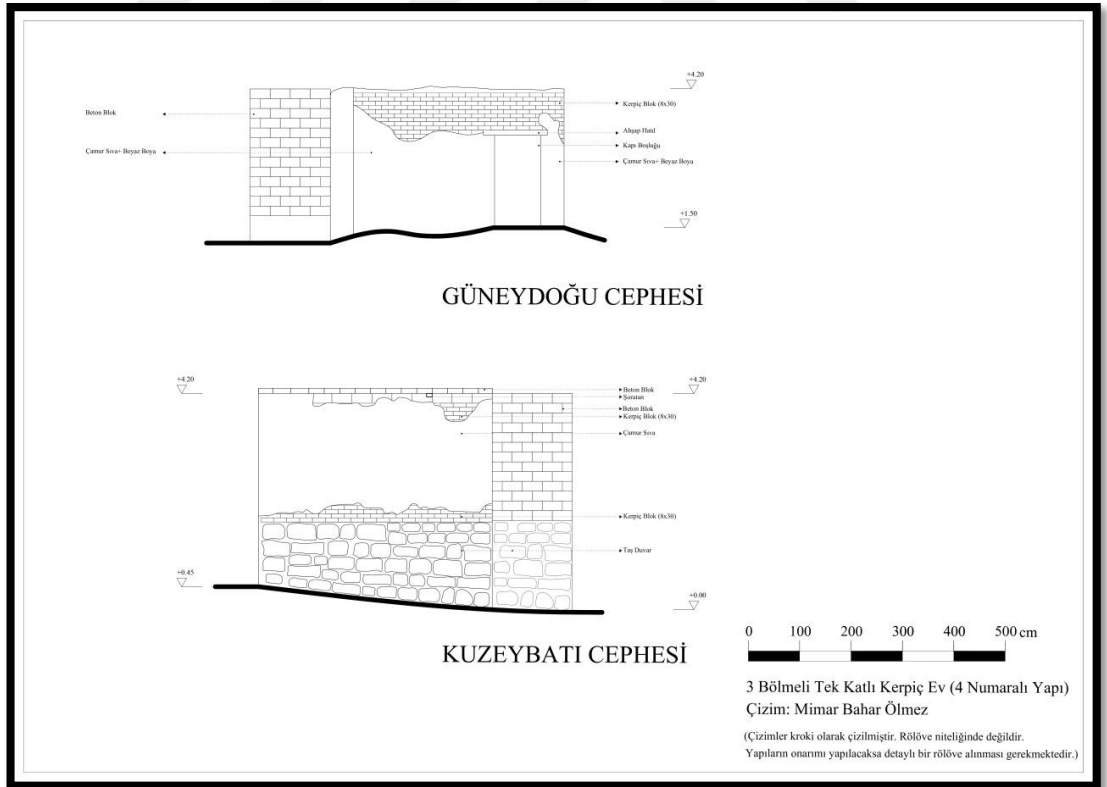 +4.20
Beton Blok
Kerpiç Blok (8x30)
Ahşap Hatıl
Kapı Boşluğu
Çamur Sıva+ Beyaz Boya
Çamur Sıva+ Beyaz Boya
+1.50
GÜNEYDOĞU CEPHESİ
+4.20
+4.20
Beton Blok
Şoratan
Beton Blok
Kerpiç Blok (8x30)
Çamur Sıva
Kerpiç Blok (8x30)
Taş Duvar
+0.45
+0.00
KUZEYBATI CEPHESİ
0 100 200 300 400 500 cm
3 Bölmeli Tek Katlı Kerpiç Ev (4 Numaralı Yapı)
Çizim: Mimar Bahar Ölmez
(Çizimler kroki olarak çizilmiştir. Rölöve niteliğinde değildir.
Yapıların onarımı yapılacaksa detaylı bir rölöve alınması gerekmektedir.)